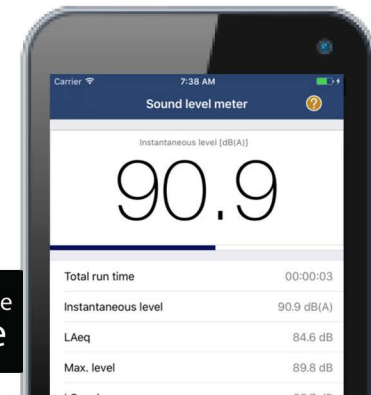 Carrier 7:38 AM
Sound level meter ?
Instantaneous level [dB(A)]
90.9
Total run time 00:00:03
Instantaneous level 90.9 dB(A)
LAeq 84.6 dB
Max. level 89.8 dB
e
e